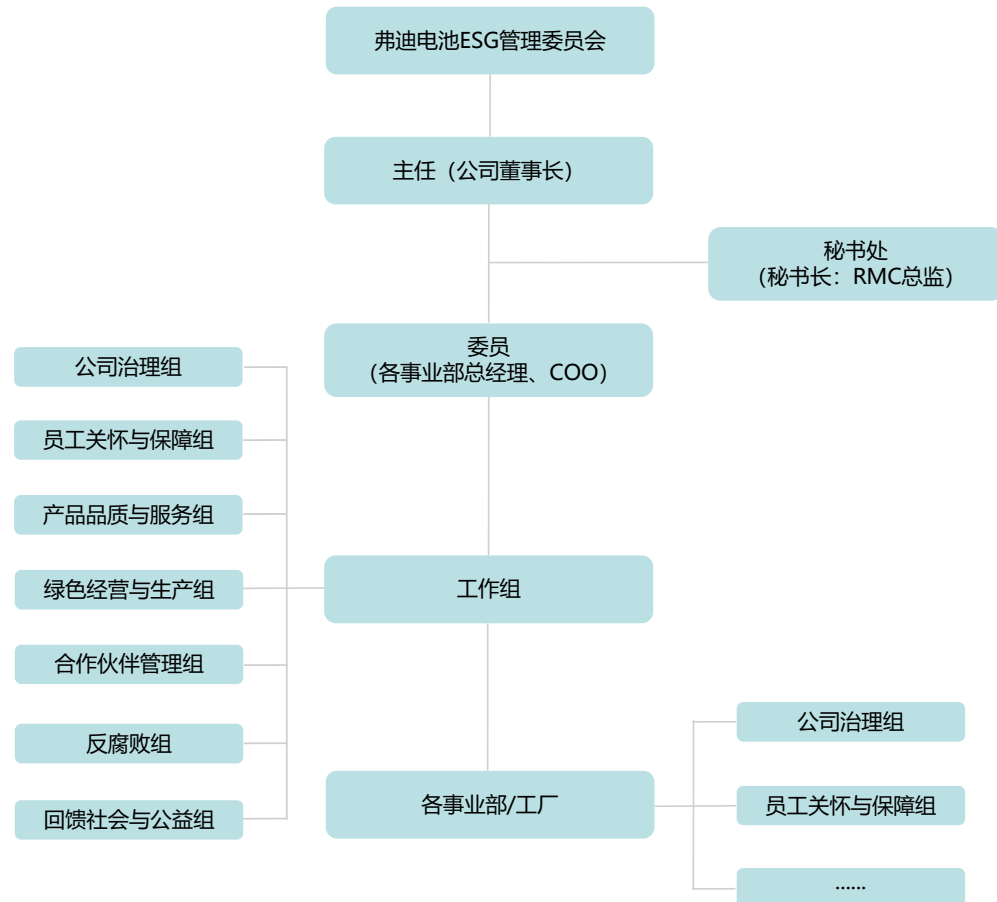 弗迪电池ESG管理委员会
主任（公司董事长）
秘书处
（秘书长：RMC总监）
委员
（各事业部总经理、COO）
公司治理组
员工关怀与保障组
产品品质与服务组
绿色经营与生产组
工作组
合作伙伴管理组
反腐败组
回馈社会与公益组
各事业部/工厂
公司治理组
员工关怀与保障组
......